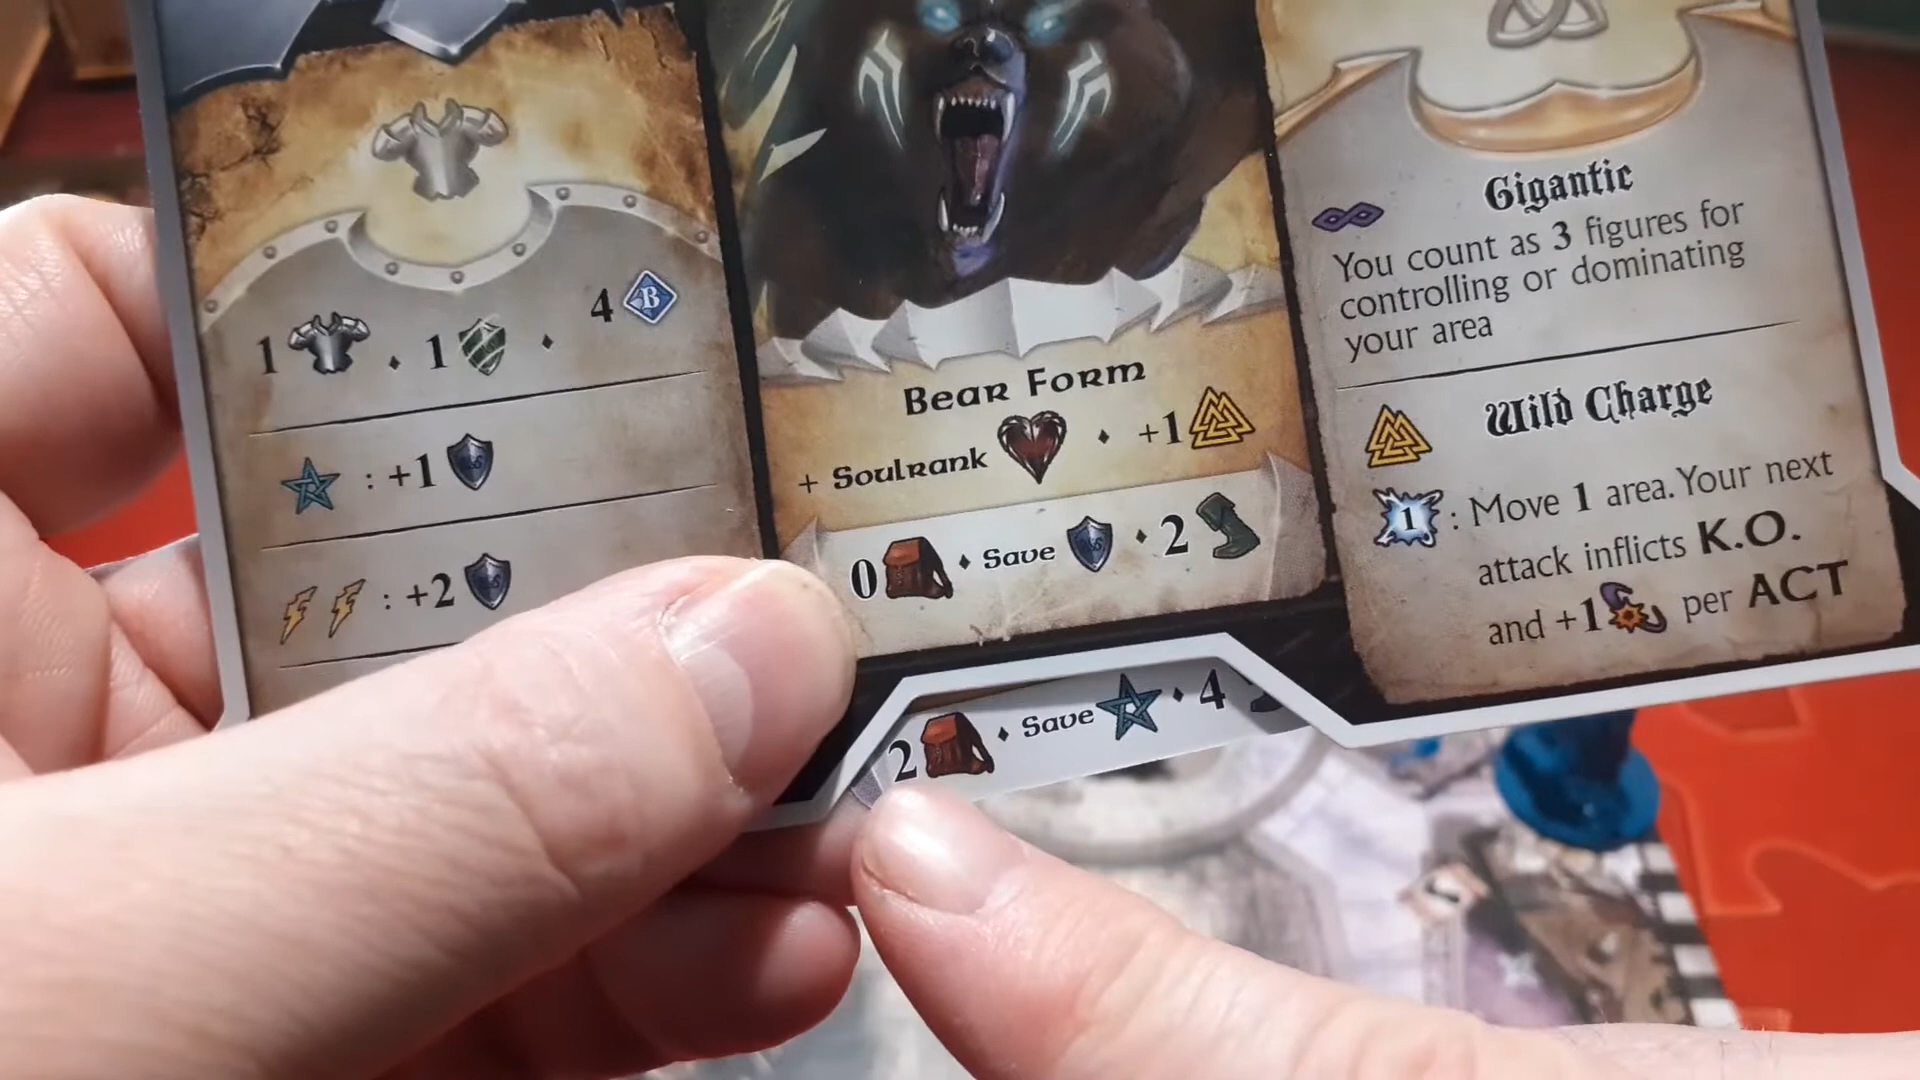 1 1 4 B
: +1
: +2
Bear Form
+ Soulrank +1
0 Save 2
2 Save 4
Gigantic
You count as 3 figures for
controlling or dominating
your area
Wild Charge
1 : Move 1 area. Your next
attack inflicts K.O.
and +1 per ACT